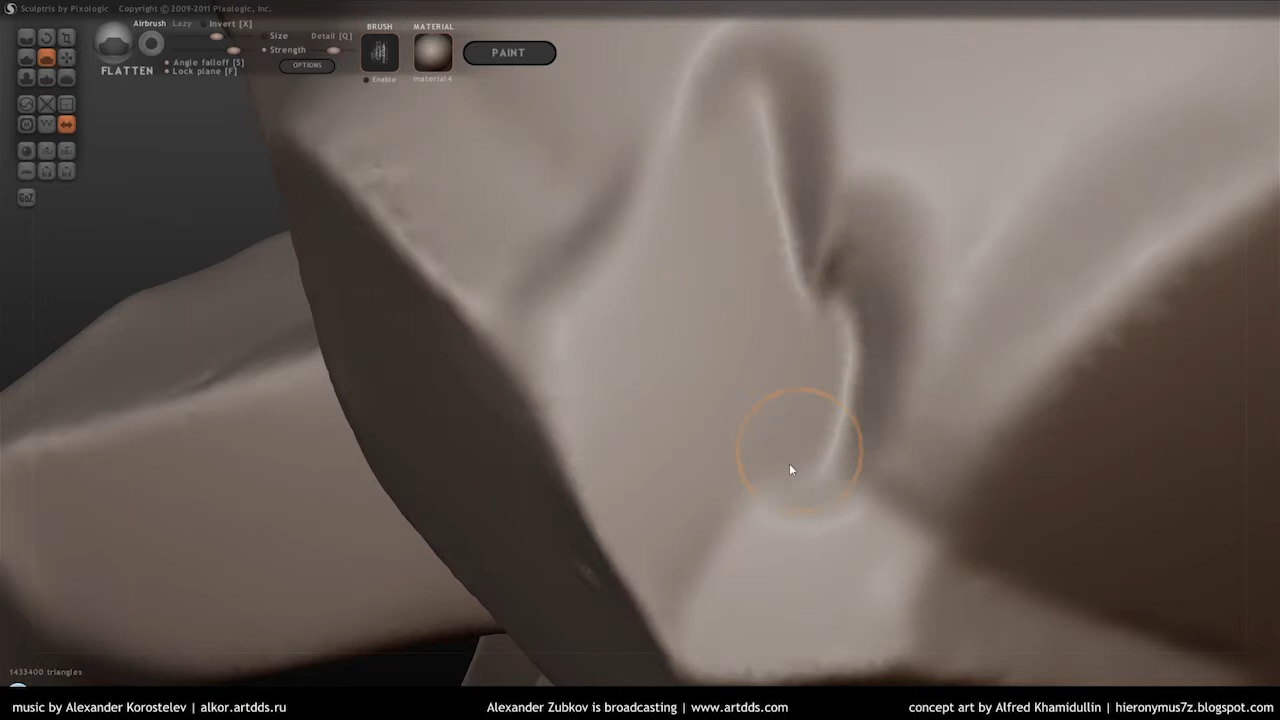 Sculptris by Pixologic Copyright © 2009-2011 Pixologic, Inc.
Airbrush Lazy Invert [X]
Size Detail [Q]
Strength
Angle falloff [S]
Lock plane [F]
FLATTEN
OPTIONS
BRUSH
Enable
MATERIAL
material4
PAINT
GoZ
1433400 triangles
music by Alexander Korostelev | alkor.artdds.ru
Alexander Zubkov is broadcasting | www.artdds.com
concept art by Alfred Khamidullin | hieronymus7z.blogspot.com